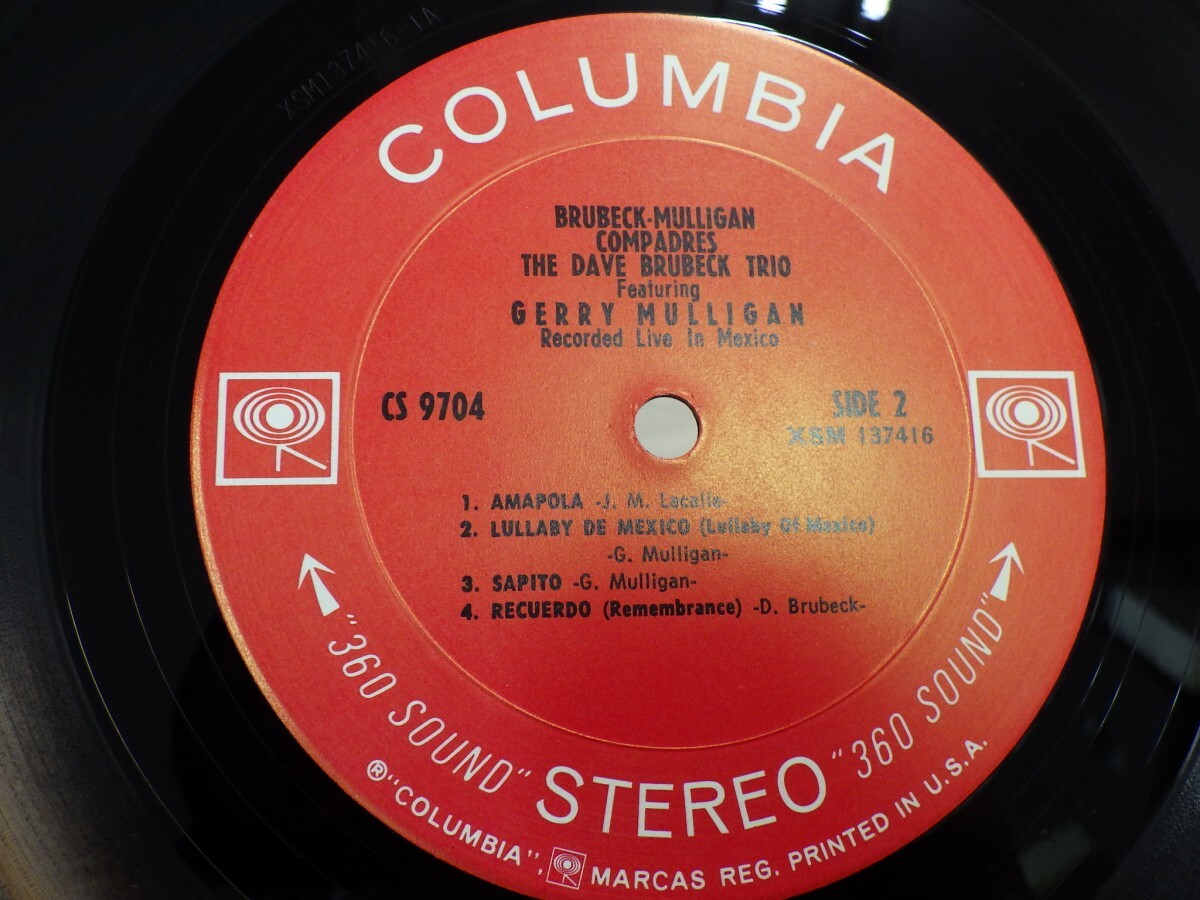 XSM137416-1A
COLUMBIA
BRUBECK-MULLIGAN
COMPADRES
THE DAVE BRUBECK TRIO
Featuring
GERRY MULLIGAN
Recorded Live In Mexico
CS 9704
SIDE 2
XSM 137416
1. AMAPOLA -J. M. Lacalle-
2. LULLABY DE MEXICO (Lullaby Of Mexico)
-G. Mulligan-
3. SAPITO -G. Mulligan-
4. RECUERDO (Remembrance) -D. Brubeck-
"360 SOUND" STEREO "360 SOUND"
®"COLUMBIA", MARCAS REG. PRINTED IN U.S.A.